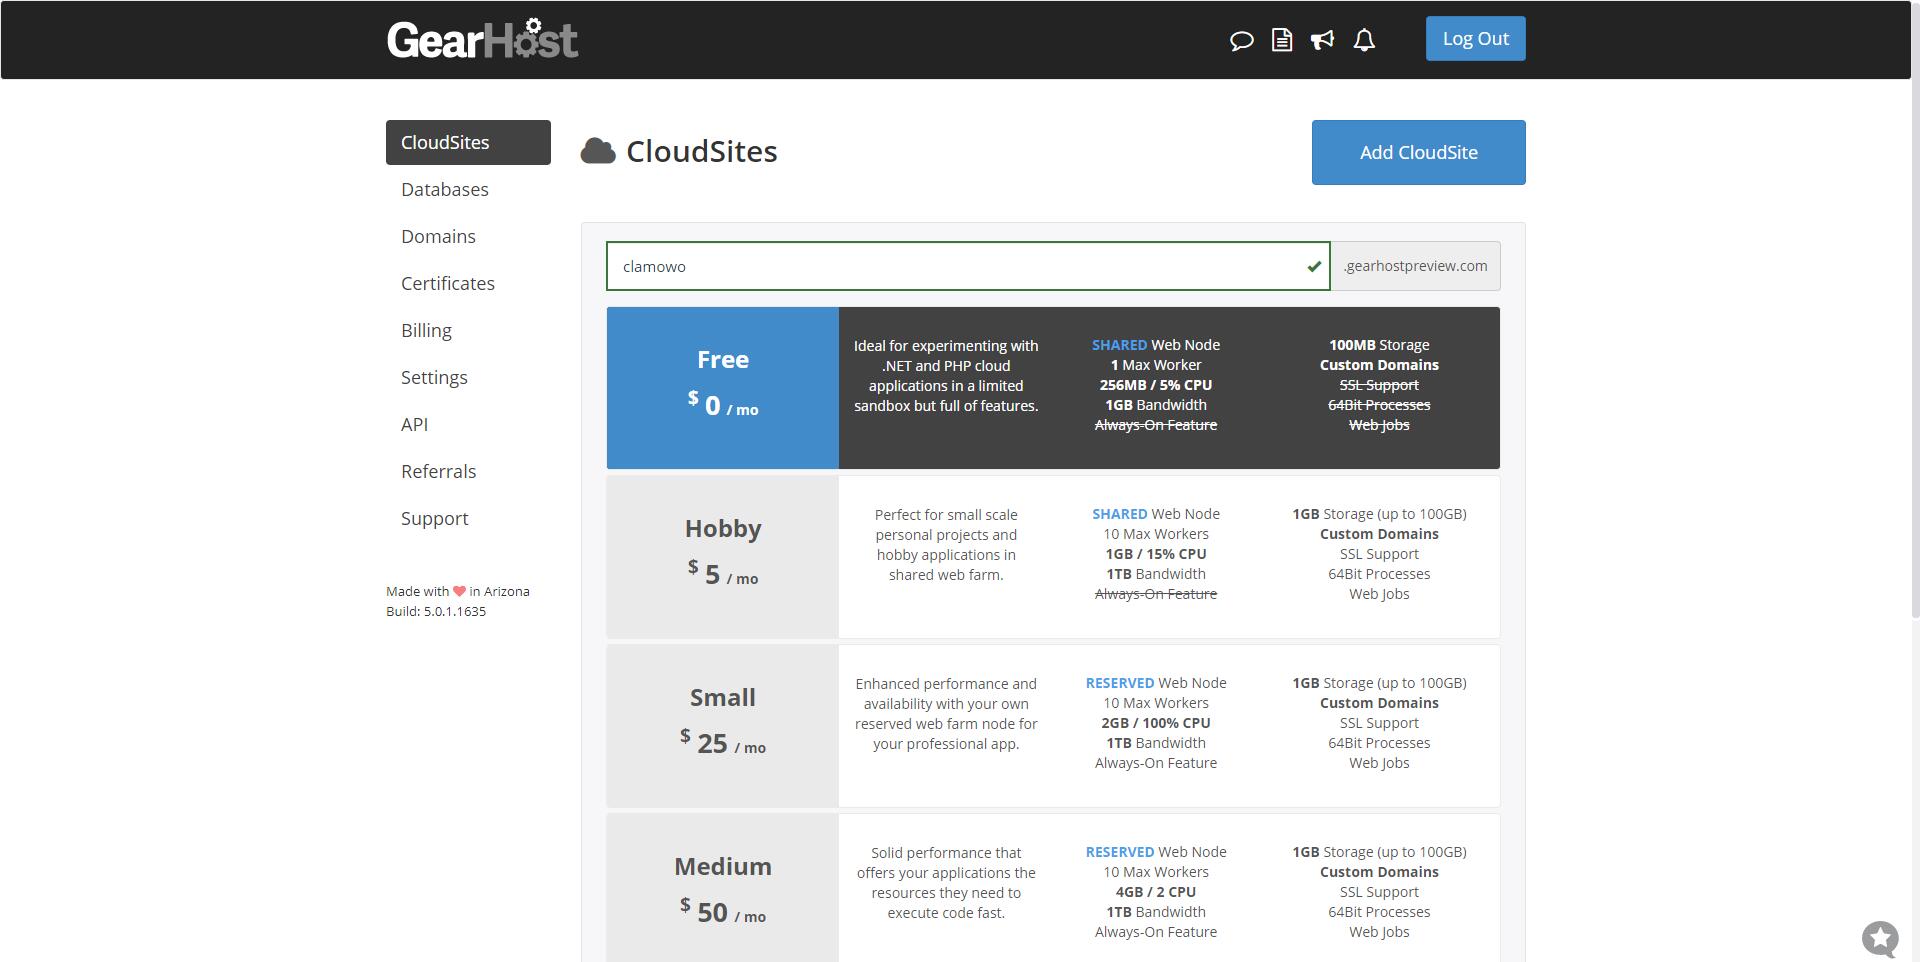 GearHost
Log Out
CloudSites
Databases
Domains
Certificates
Billing
Settings
API
Referrals
Support
Made with ❤ in Arizona
Build: 5.0.1.1635
CloudSites
Add CloudSite
clamowo
.gearhostpreview.com
Free
$ 0 / mo
Ideal for experimenting with
.NET and PHP cloud
applications in a limited
sandbox but full of features.
SHARED Web Node
1 Max Worker
256MB / 5% CPU
1GB Bandwidth
Always-On Feature
100MB Storage
Custom Domains
SSL Support
64Bit Processes
Web Jobs
Hobby
$ 5 / mo
Perfect for small scale
personal projects and
hobby applications in
shared web farm.
SHARED Web Node
10 Max Workers
1GB / 15% CPU
1TB Bandwidth
Always-On Feature
1GB Storage (up to 100GB)
Custom Domains
SSL Support
64Bit Processes
Web Jobs
Small
$ 25 / mo
Enhanced performance and
availability with your own
reserved web farm node for
your professional app.
RESERVED Web Node
10 Max Workers
2GB / 100% CPU
1TB Bandwidth
Always-On Feature
1GB Storage (up to 100GB)
Custom Domains
SSL Support
64Bit Processes
Web Jobs
Medium
$ 50 / mo
Solid performance that
offers your applications the
resources they need to
execute code fast.
RESERVED Web Node
10 Max Workers
4GB / 2 CPU
1TB Bandwidth
Always-On Feature
1GB Storage (up to 100GB)
Custom Domains
SSL Support
64Bit Processes
Web Jobs